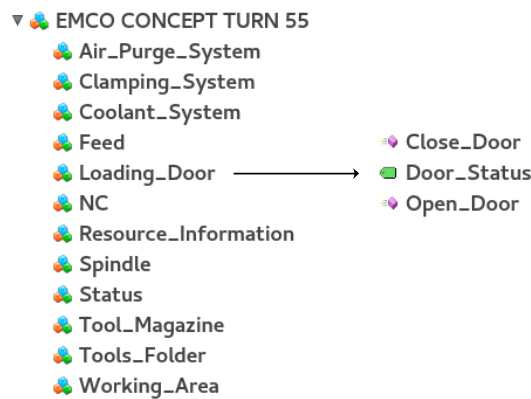 EMCO CONCEPT TURN 55
Air_Purge_System
Clamping_System
Coolant_System
Feed
Close_Door
Loading_Door
Door_Status
NC
Open_Door
Resource_Information
Spindle
Status
Tool_Magazine
Tools_Folder
Working_Area